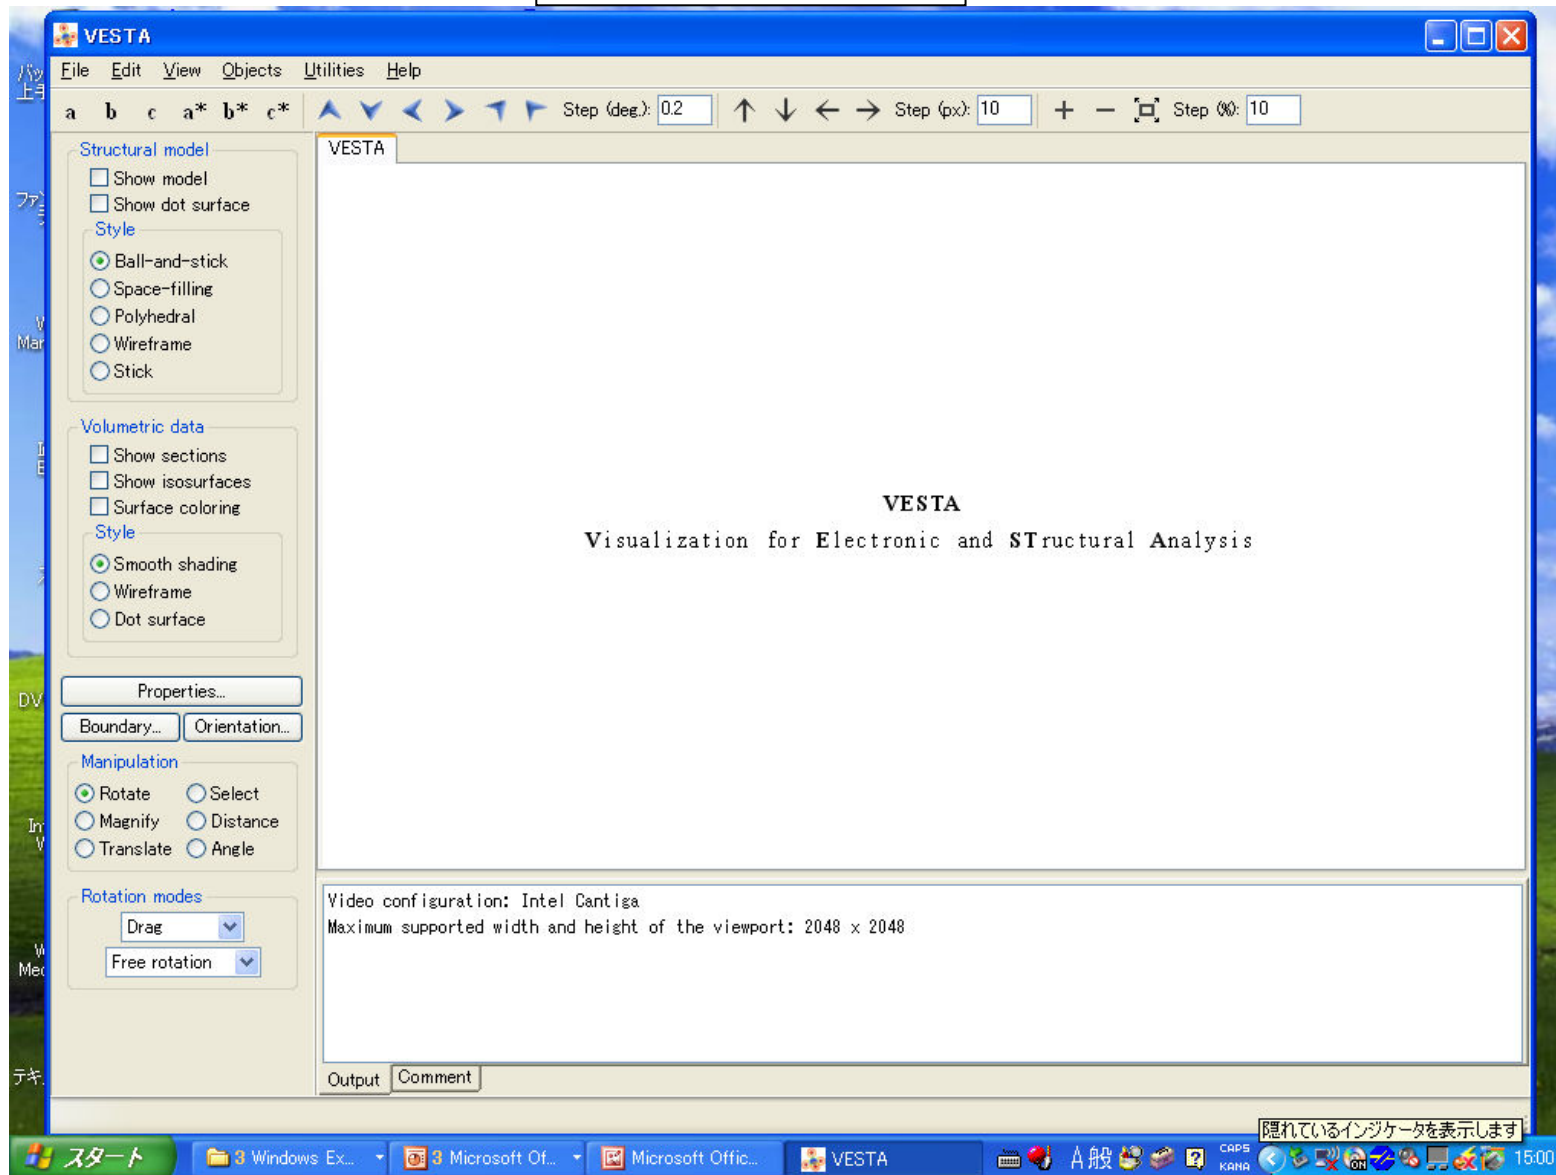 VESTA
File Edit View Objects Utilities Help
a b c a* b* c* Step (deg.): 0.2 Step (px): 10 Step (%): 10
Structural model
Show model
Show dot surface
Style
Ball-and-stick
Space-filling
Polyhedral
Wireframe
Stick
Volumetric data
Show sections
Show isosurfaces
Surface coloring
Style
Smooth shading
Wireframe
Dot surface
Properties...
Boundary... Orientation...
Manipulation
Rotate Select
Magnify Distance
Translate Angle
Rotation modes
Drag
Free rotation
VESTA
VESTA
Visualization for Electronic and STructural Analysis
Video configuration: Intel Cantiga
Maximum supported width and height of the viewport: 2048 x 2048
Output Comment
隠れているインジケータを表示します
スタート 3 Windows Ex... 3 Microsoft Of... Microsoft Offic... VESTA A 般 CAPS KANA 15:00